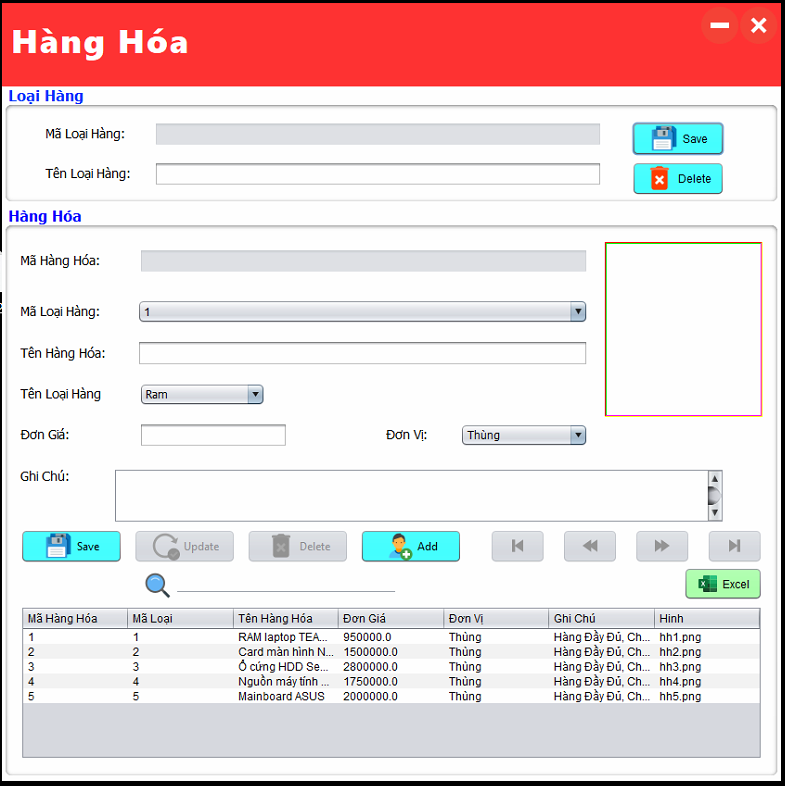 Hàng Hóa
Loại Hàng
Mã Loại Hàng:
Save
Tên Loại Hàng:
Delete
Hàng Hóa
Mã Hàng Hóa:
Mã Loại Hàng: 1
Tên Hàng Hóa:
Tên Loại Hàng Ram
Đơn Giá: Đơn Vị: Thùng
Ghi Chú:
Save Update Delete Add
Excel
Mã Hàng Hóa Mã Loại Tên Hàng Hóa Đơn Giá Đơn Vị Ghi Chú Hinh
1 1 RAM laptop TEA... 950000.0 Thùng Hàng Đầy Đủ, Ch... hh1.png
2 2 Card màn hình N... 1500000.0 Thùng Hàng Đầy Đủ, Ch... hh2.png
3 3 Ổ cứng HDD Se... 2800000.0 Thùng Hàng Đầy Đủ, Ch... hh3.png
4 4 Nguồn máy tính ... 1750000.0 Thùng Hàng Đầy Đủ, Ch... hh4.png
5 5 Mainboard ASUS 2000000.0 Thùng Hàng Đầy Đủ, Ch... hh5.png